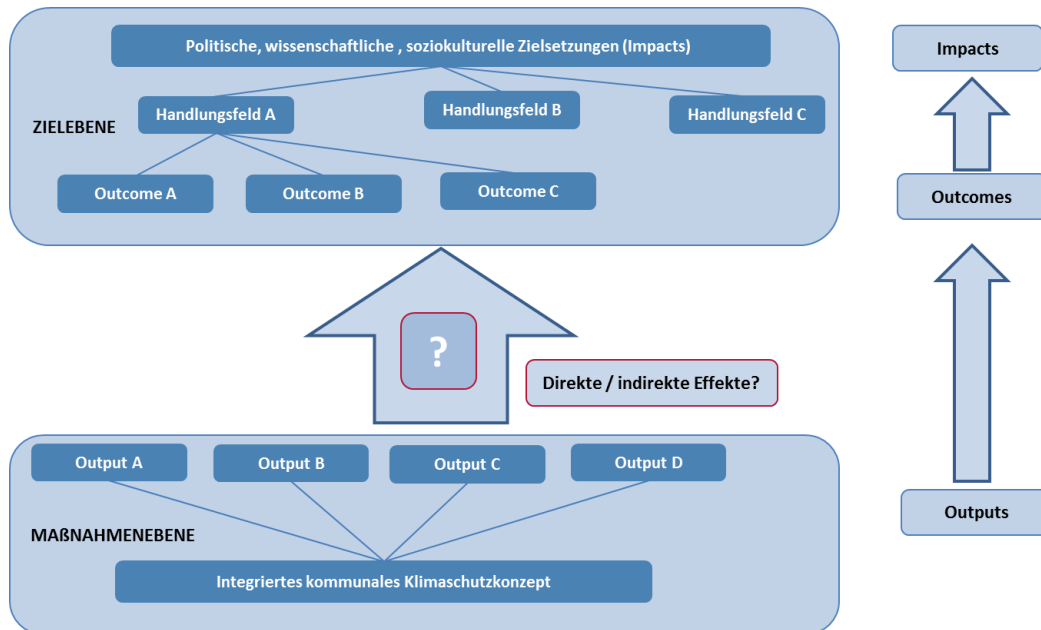 Politische, wissenschaftliche , soziokulturelle Zielsetzungen (Impacts)
Handlungsfeld A
Handlungsfeld B
Handlungsfeld C
ZIELEBENE
Outcome A
Outcome B
Outcome C
?
Direkte / indirekte Effekte?
Output A
Output B
Output C
Output D
MAßNAHMENEBENE
Integriertes kommunales Klimaschutzkonzept
Impacts
Outcomes
Outputs